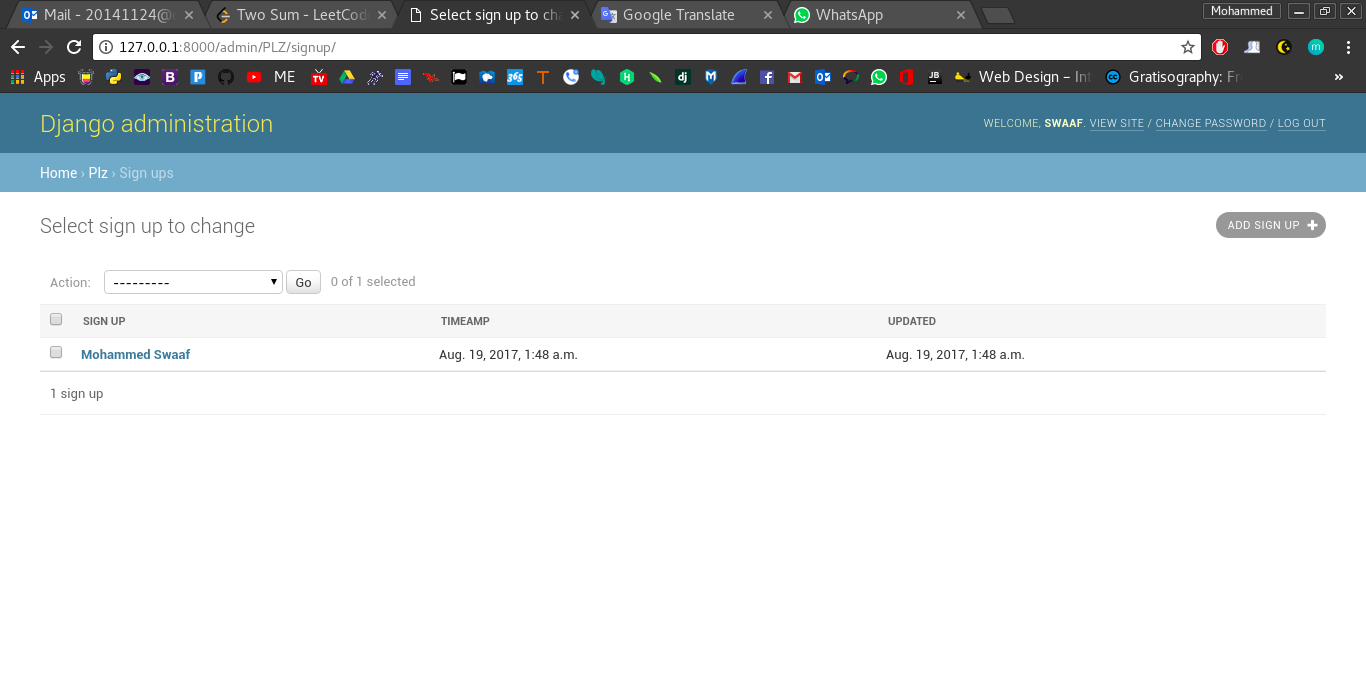 Mail - 20141124@
Two Sum - LeetCod
Select sign up to cha
Google Translate
WhatsApp
Mohammed
127.0.0.1:8000/admin/PLZ/signup/
Apps
ME
TV
365
dj
JB
Web Design – Int
Gratisography: Fr
»
Django administration
WELCOME, SWAAF. VIEW SITE / CHANGE PASSWORD / LOG OUT
Home › Plz › Sign ups
Select sign up to change
ADD SIGN UP +
Action: --------- Go 0 of 1 selected
SIGN UP TIMEAMP UPDATED
Mohammed Swaaf Aug. 19, 2017, 1:48 a.m. Aug. 19, 2017, 1:48 a.m.
1 sign up